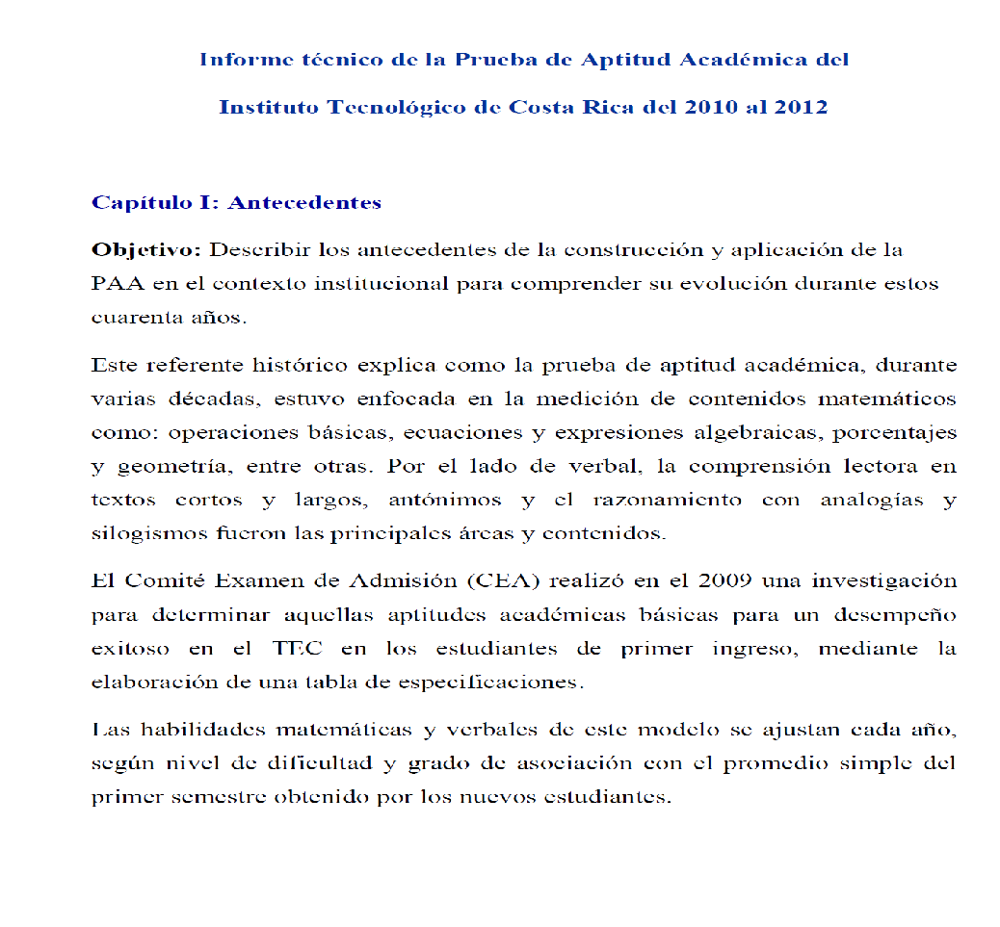 Informe técnico de la Prueba de Aptitud Académica del
Instituto Tecnológico de Costa Rica del 2010 al 2012
Capítulo I: Antecedentes
Objetivo: Describir los antecedentes de la construcción y aplicación de la
PAA en el contexto institucional para comprender su evolución durante estos
cuarenta años.
Este referente histórico explica como la prueba de aptitud académica, durante
varias décadas, estuvo enfocada en la medición de contenidos matemáticos
como: operaciones básicas, ecuaciones y expresiones algebraicas, porcentajes
y geometría, entre otras. Por el lado de verbal, la comprensión lectora en
textos cortos y largos, antónimos y el razonamiento con analogías y
silogismos fueron las principales áreas y contenidos.
El Comité Examen de Admisión (CEA) realizó en el 2009 una investigación
para determinar aquellas aptitudes académicas básicas para un desempeño
exitoso en el TEC en los estudiantes de primer ingreso, mediante la
elaboración de una tabla de especificaciones.
Las habilidades matemáticas y verbales de este modelo se ajustan cada año,
según nivel de dificultad y grado de asociación con el promedio simple del
primer semestre obtenido por los nuevos estudiantes.